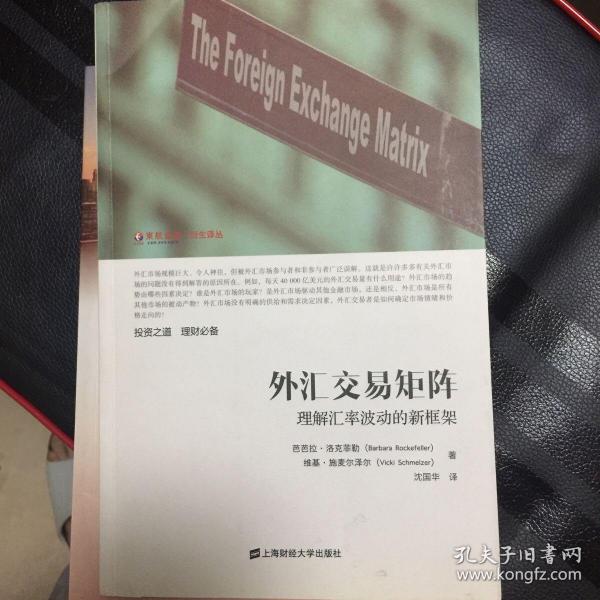 The Foreign Exchange Matrix
東航金融·衍生译丛
外汇市场规模巨大、令人神往,但被外汇市场参与者和非参与者广泛误解。这就是许许多多有关外汇市
场的问题没有得到解答的原因所在。例如,每天40 000亿美元的外汇交易量有什么用途?外汇市场的趋
势由哪些因素决定?谁是外汇市场的玩家?是外汇市场驱动其他金融市场,还是相反、外汇市场是所有
其他市场的被动产物?外汇市场没有明确的供给和需求决定因素,外汇交易者是如何确定市场情绪和价
格走向的?
投资之道 理财必备
外汇交易矩阵
理解汇率波动的新框架
芭芭拉·洛克菲勒(Barbara Rockefeller)
维基·施麦尔泽尔(Vicki Schmelzer) 著
沈国华 译
上海财经大学出版社
孔夫子旧书网
www.kongfz.com